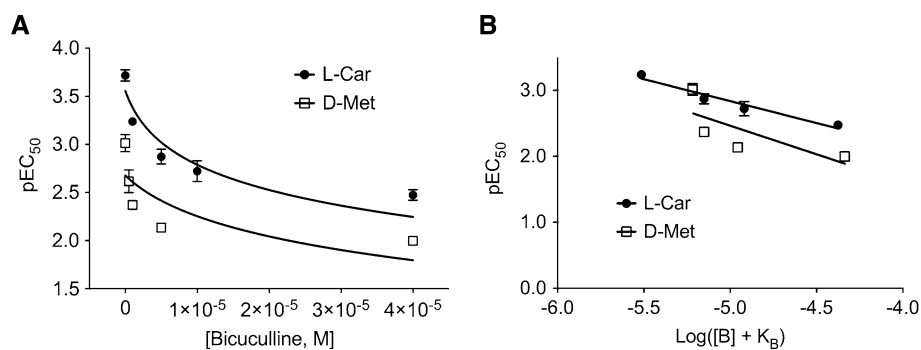 A
B
4.0
3.5
3.0
2.5
2.0
1.5
pEC50
L-Car
D-Met
0
1×10-5
2×10-5
3×10-5
4×10-5
[Bicuculline, M]
3.0
2.0
1.0
0.0
pEC50
L-Car
D-Met
-6.0
-5.5
-5.0
-4.5
-4.0
Log([B] + KB)